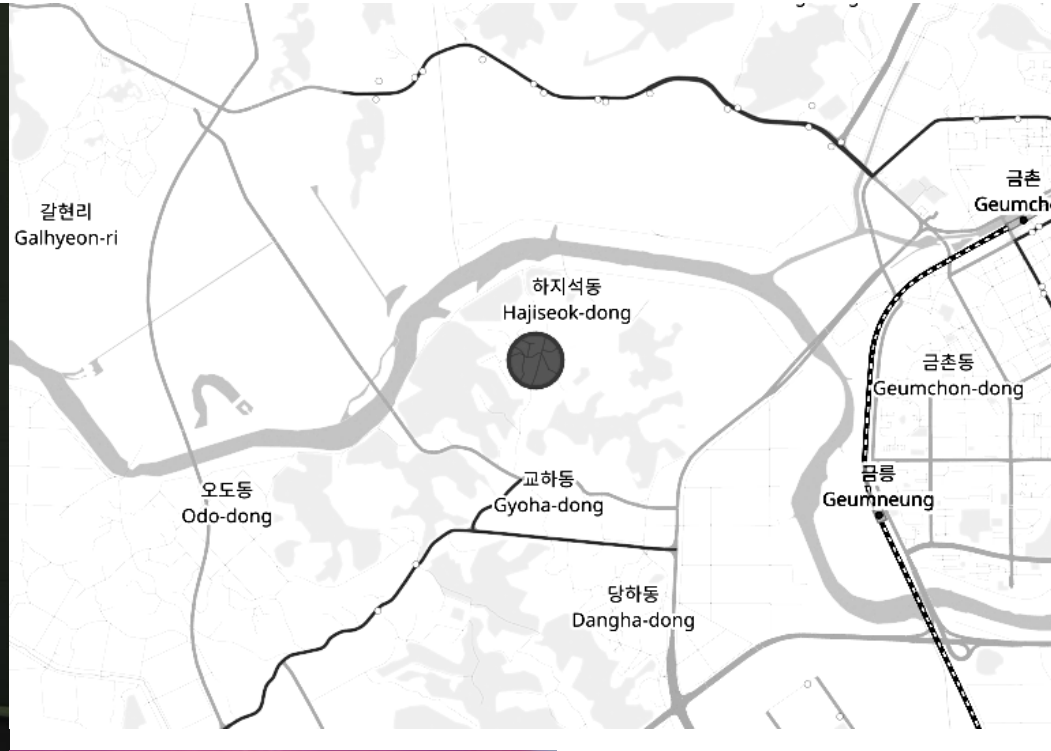 금촌
Geumch
갈현리
Galhyeon-ri
하지석동
Hajiseok-dong
금촌동
Geumchon-dong
금릉
Geumneung
오도동
Odo-dong
교하동
Gyoha-dong
당하동
Dangha-dong